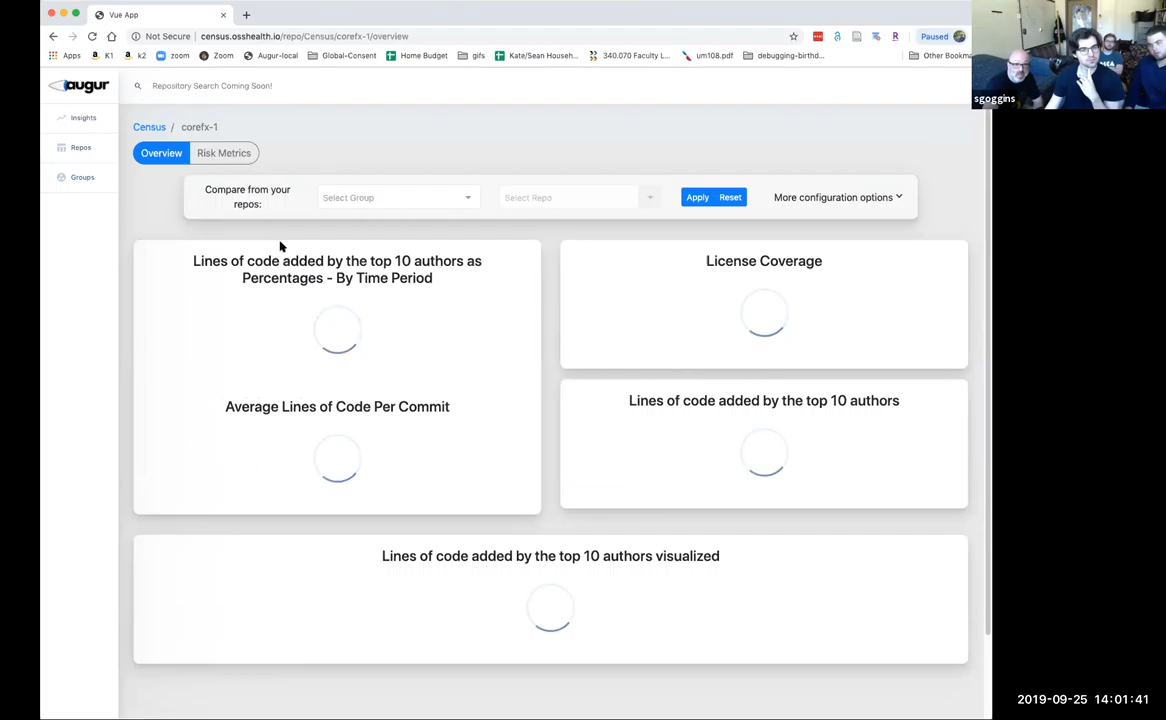 Vue App
Not Secure census.osshealth.io/repo/Census/corefx-1/overview
Paused
Apps K1 k2 zoom Zoom Augur-local Global-Consent Home Budget gifs Kate/Sean Househ... 340.070 Faculty L... um108.pdf debugging-birthd... Other Bookma
sgoggins
augur
Repository Search Coming Soon!
Insights
Repos
Groups
Census / corefx-1
Overview Risk Metrics
Compare from your
repos:
Select Group
Select Repo
Apply Reset
More configuration options
Lines of code added by the top 10 authors as
Percentages - By Time Period
License Coverage
Average Lines of Code Per Commit
Lines of code added by the top 10 authors
Lines of code added by the top 10 authors visualized
2019-09-25 14:01:41